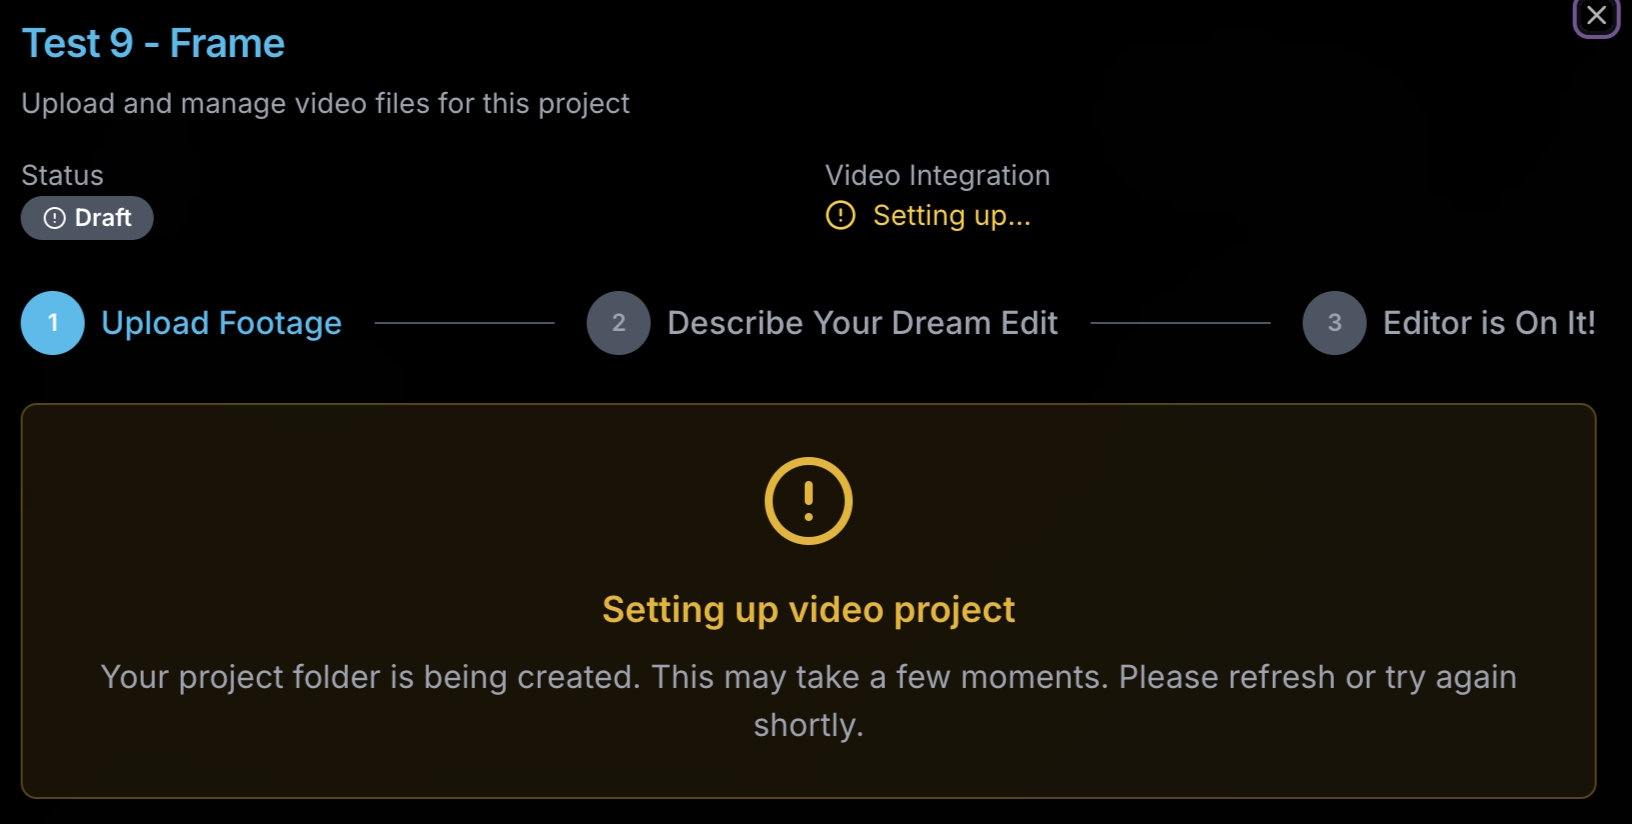 Test 9 - Frame
Upload and manage video files for this project
Status
Video Integration
Draft
Setting up...
1 Upload Footage
2 Describe Your Dream Edit
3 Editor is On It!
Setting up video project
Your project folder is being created. This may take a few moments. Please refresh or try again
shortly.